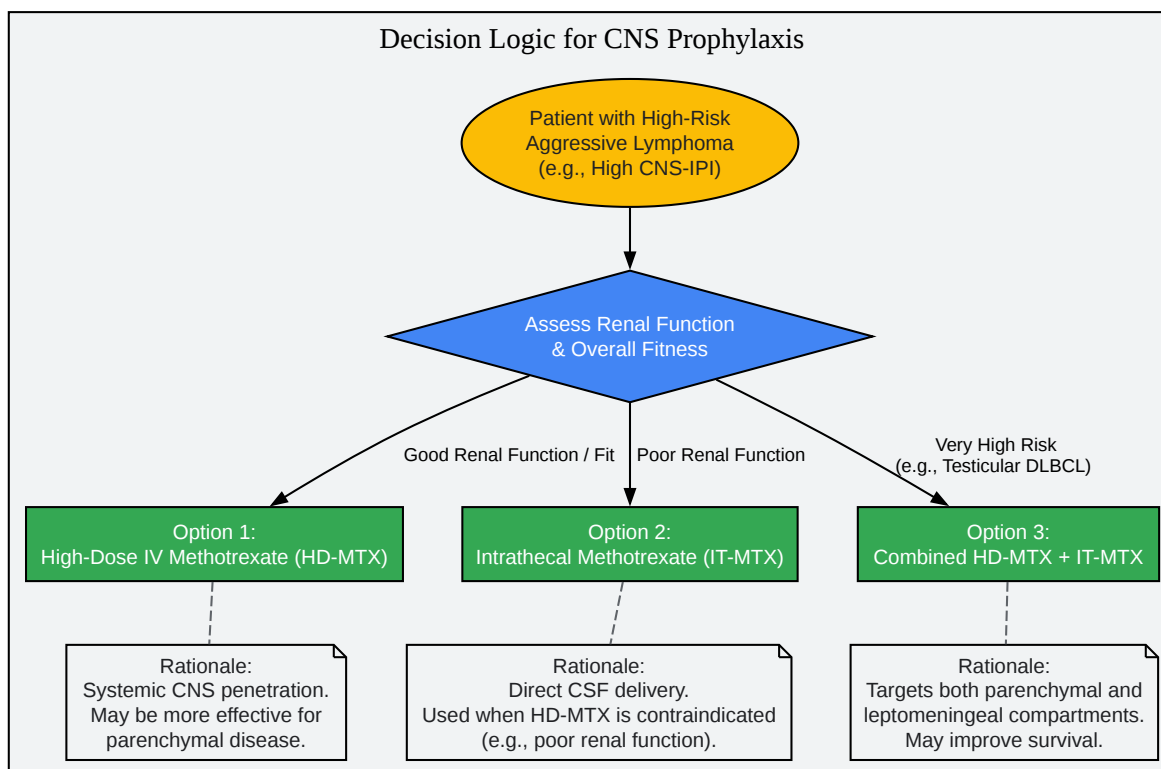 Decision Logic for CNS Prophylaxis
Patient with High-Risk
Aggressive Lymphoma
(e.g., High CNS-IPI)
Assess Renal Function
& Overall Fitness
Good Renal Function / Fit
Poor Renal Function
Very High Risk
(e.g., Testicular DLBCL)
Option 1:
High-Dose IV Methotrexate (HD-MTX)
Option 2:
Intrathecal Methotrexate (IT-MTX)
Option 3:
Combined HD-MTX + IT-MTX
Rationale:
Systemic CNS penetration.
May be more effective for
parenchymal disease.
Rationale:
Direct CSF delivery.
Used when HD-MTX is contraindicated
(e.g., poor renal function).
Rationale:
Targets both parenchymal and
leptomeningeal compartments.
May improve survival.